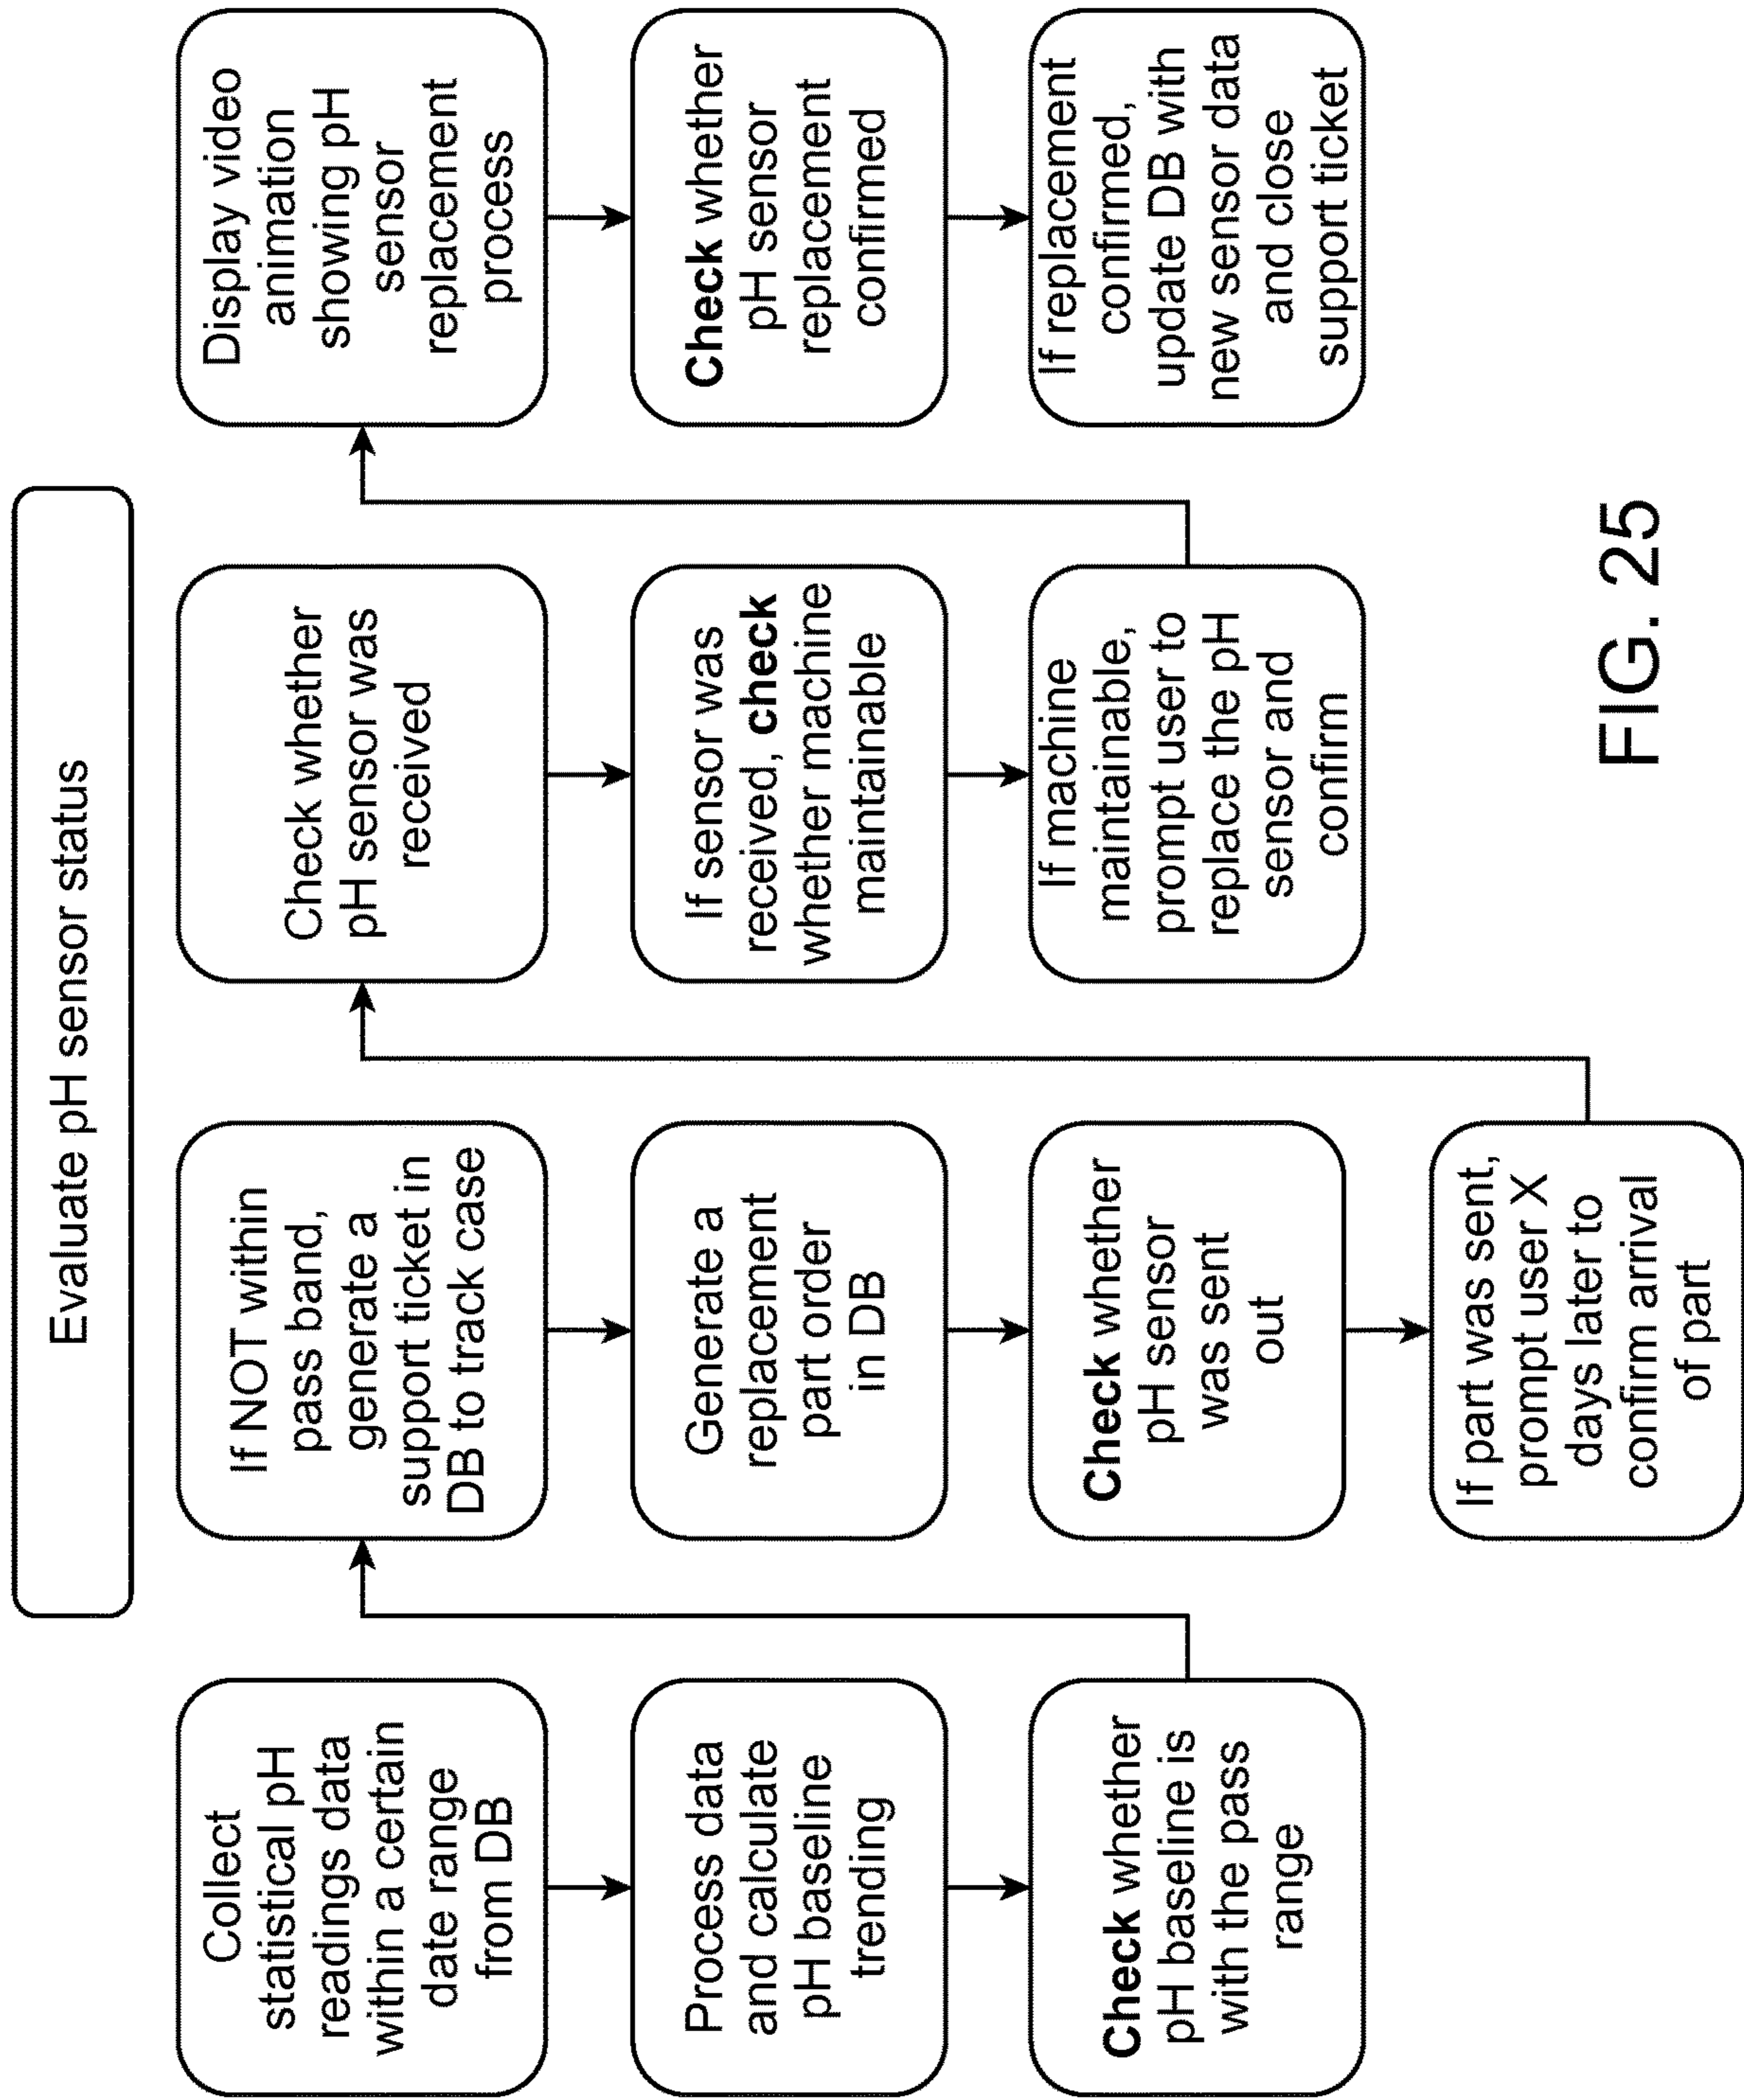 Evaluate pH sensor status
Collect
statistical pH
readings data
within a certain
date range
from DB
Process data
and calculate
pH baseline
trending
Check whether
pH baseline is
with the pass
range
If NOT within
pass band,
generate a
support ticket in
DB to track case
Generate a
replacement
part order
in DB
Check whether
pH sensor
was sent
out
If part was sent,
prompt user X
days later to
confirm arrival
of part
Check whether
pH sensor was
received
If sensor was
received, check
whether machine
maintainable
If machine
maintainable,
prompt user to
replace the pH
sensor and
confirm
Display video
animation
showing pH
sensor
replacement
process
Check whether
pH sensor
replacement
confirmed
If replacement
confirmed,
update DB with
new sensor data
and close
support ticket
FIG. 25